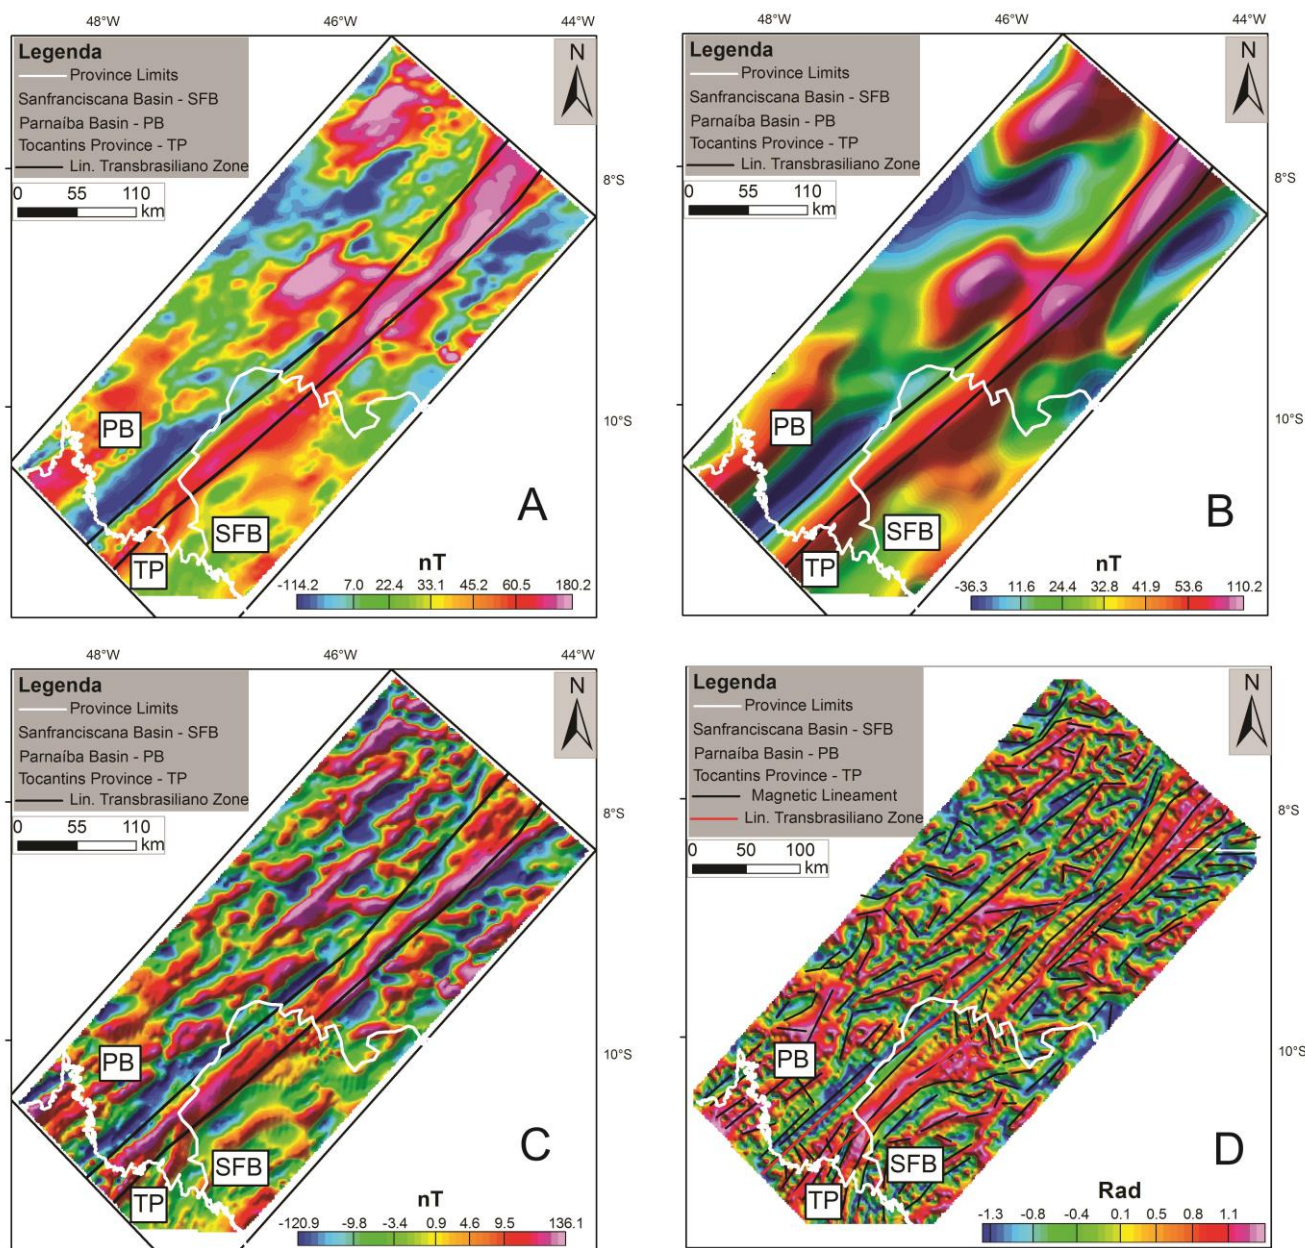 48°W 46°W 44°W
Legenda
Province Limits
Sanfranciscana Basin - SFB
Parnaíba Basin - PB
Tocantins Province - TP
Lin. Transbrasiliano Zone
0 55 110
km
N
8°S
10°S
PB
SFB
TP
A
nT
-114.2 7.0 22.4 33.1 45.2 60.5 180.2
48°W 46°W 44°W
Legenda
Province Limits
Sanfranciscana Basin - SFB
Parnaíba Basin - PB
Tocantins Province - TP
Lin. Transbrasiliano Zone
0 55 110
km
N
8°S
10°S
PB
SFB
TP
B
nT
-36.3 11.6 24.4 32.8 41.9 53.6 110.2
48°W 46°W 44°W
Legenda
Province Limits
Sanfranciscana Basin - SFB
Parnaíba Basin - PB
Tocantins Province - TP
Lin. Transbrasiliano Zone
0 55 110
km
N
8°S
10°S
PB
SFB
TP
C
nT
-120.9 -9.8 -3.4 0.9 4.6 9.5 136.1
Legenda
Province Limits
Sanfranciscana Basin - SFB
Parnaíba Basin - PB
Tocantins Province - TP
Magnetic Lineament
Lin. Transbrasiliano Zone
0 50 100
km
N
8°S
10°S
PB
SFB
TP
D
Rad
-1.3 -0.8 -0.4 0.1 0.5 0.8 1.1